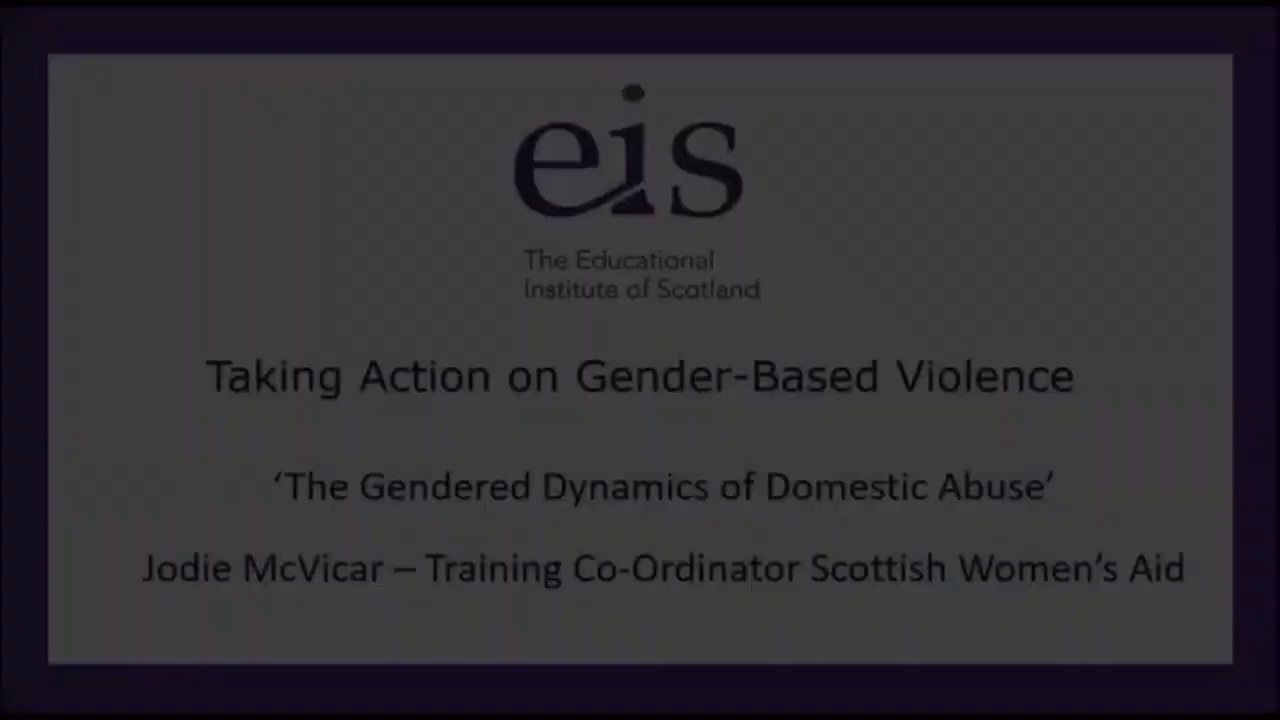 eis
The Educational
Institute of Scotland
Taking Action on Gender-Based Violence
‘The Gendered Dynamics of Domestic Abuse’
Jodie McVicar – Training Co-Ordinator Scottish Women’s Aid